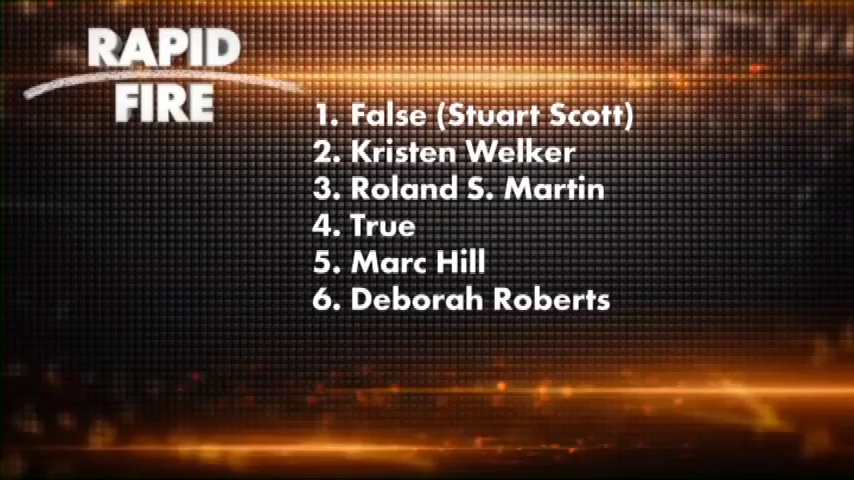 RAPID
FIRE
1. False (Stuart Scott)
2. Kristen Welker
3. Roland S. Martin
4. True
5. Marc Hill
6. Deborah Roberts